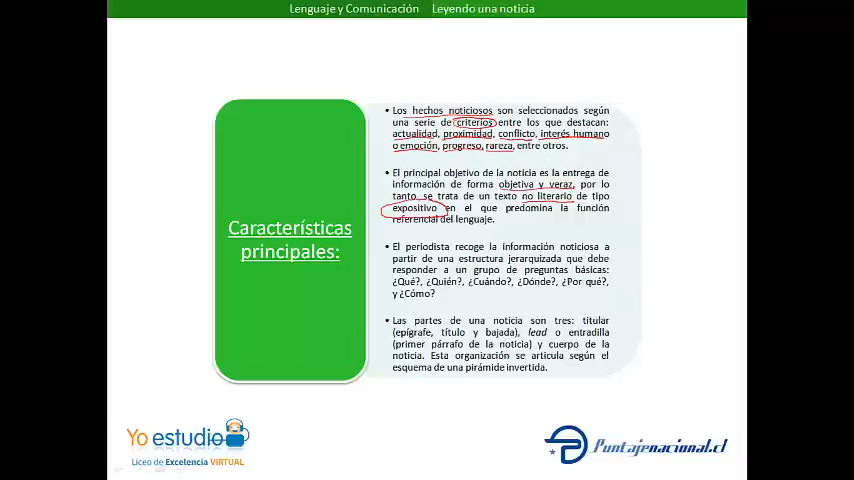 Lenguaje y Comunicación Leyendo una noticia
Características
principales:
• Los hechos noticiosos son seleccionados según
una serie de criterios entre los que destacan:
actualidad, proximidad, conflicto, interés humano
o emoción, progreso, rareza, entre otros.
• El principal objetivo de la noticia es la entrega de
información de forma objetiva y veraz, por lo
tanto, se trata de un texto no literario de tipo
expositivo en el que predomina la función
referencial del lenguaje.
• El periodista recoge la información noticiosa a
partir de una estructura jerarquizada que debe
responder a un grupo de preguntas básicas:
¿Qué?, ¿Quién?, ¿Cuándo?, ¿Dónde?, ¿Por qué?,
y ¿Cómo?
• Las partes de una noticia son tres: titular
(epígrafe, título y bajada), lead o entradilla
(primer párrafo de la noticia) y cuerpo de la
noticia. Esta organización se articula según el
esquema de una pirámide invertida.
Yo estudio
Liceo de Excelencia VIRTUAL
Puntajenacional.cl